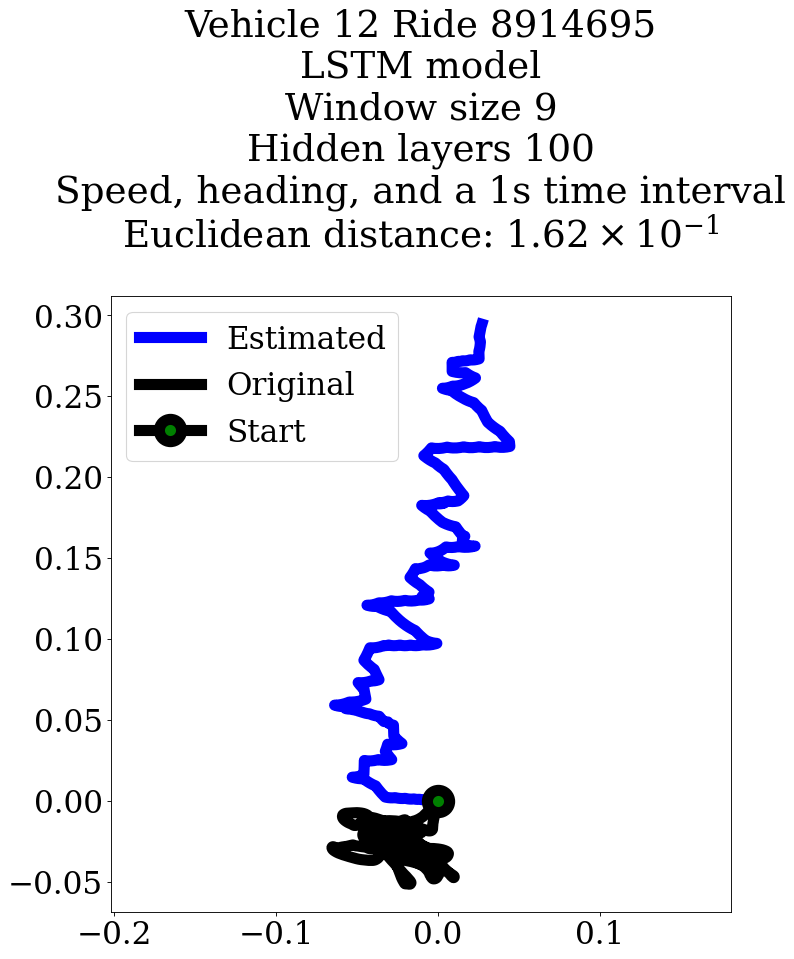 Vehicle 12 Ride 8914695
LSTM model
Window size 9
Hidden layers 100
Speed, heading, and a 1s time interval
Euclidean distance: 1.62 × 10⁻¹
Estimated
Original
Start
0.30
0.25
0.20
0.15
0.10
0.05
0.00
−0.05
−0.2
−0.1
0.0
0.1